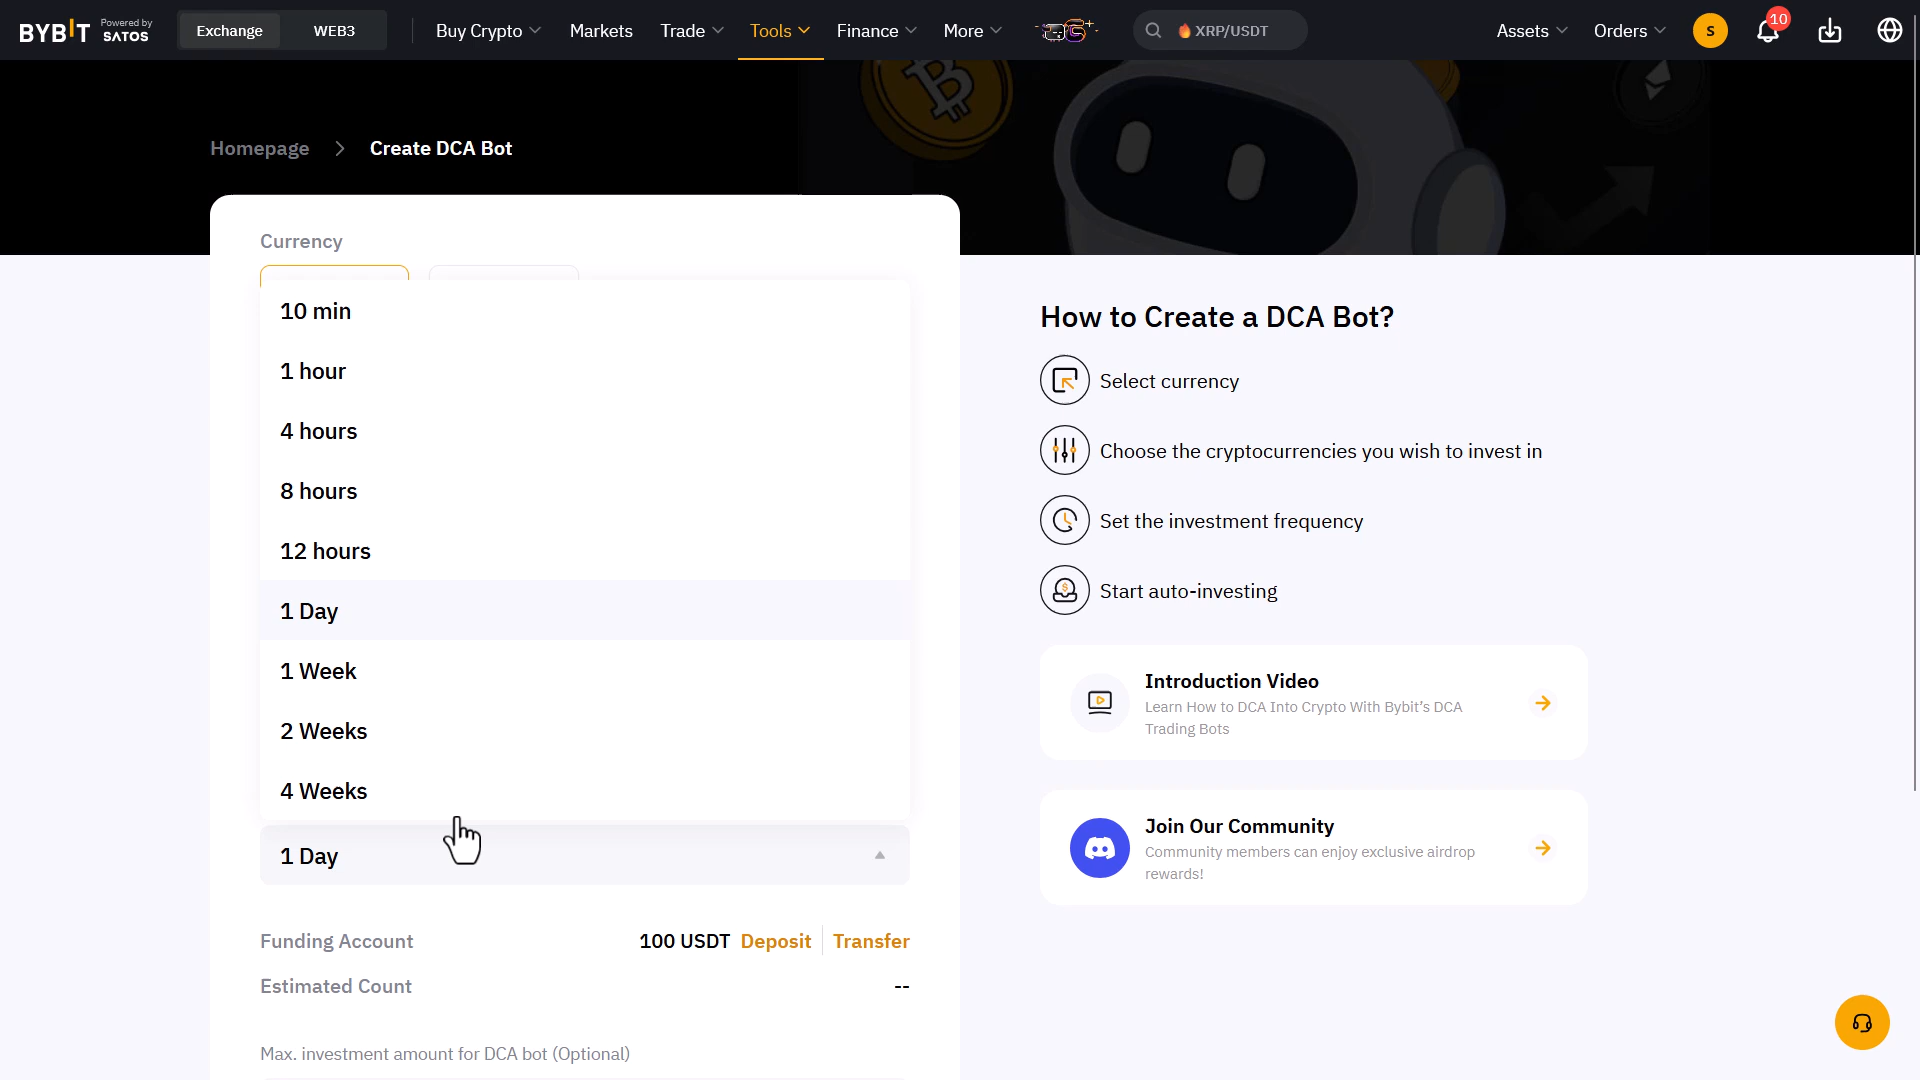 BYBIT Powered by SATOS
Exchange
WEB3
Buy Crypto
Markets
Trade
Tools
Finance
More
XRP/USDT
Assets
Orders
S
10
Homepage
Create DCA Bot
Currency
10 min
1 hour
4 hours
8 hours
12 hours
1 Day
1 Week
2 Weeks
4 Weeks
1 Day
Funding Account
100 USDT Deposit Transfer
Estimated Count
--
Max. investment amount for DCA bot (Optional)
How to Create a DCA Bot?
Select currency
Choose the cryptocurrencies you wish to invest in
Set the investment frequency
Start auto-investing
Introduction Video
Learn How to DCA Into Crypto With Bybit’s DCA
Trading Bots
Join Our Community
Community members can enjoy exclusive airdrop
rewards!